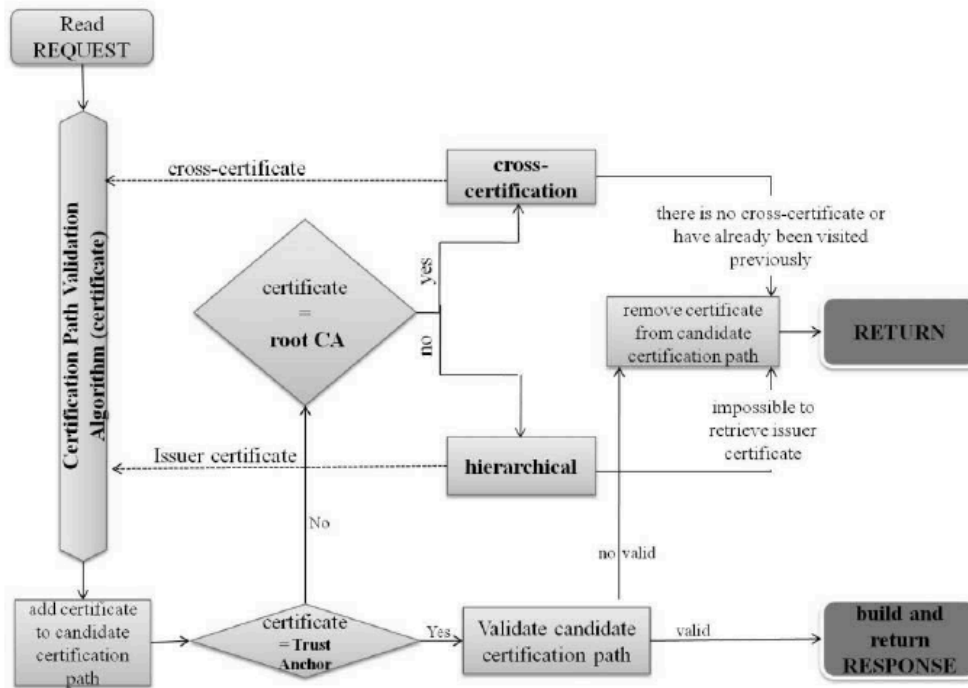 Read
REQUEST
Certification Path Validation
Algorithm (certificate)
cross-certificate
cross-
certification
there is no cross-certificate or
have already been visited
previously
certificate
=
root CA
yes
no
remove certificate
from candidate
certification path
RETURN
impossible to
retrieve issuer
certificate
Issuer certificate
hierarchical
No
no valid
add certificate
to candidate
certification
path
certificate
= Trust
Anchor
Yes
Validate candidate
certification path
valid
build and
return
RESPONSE